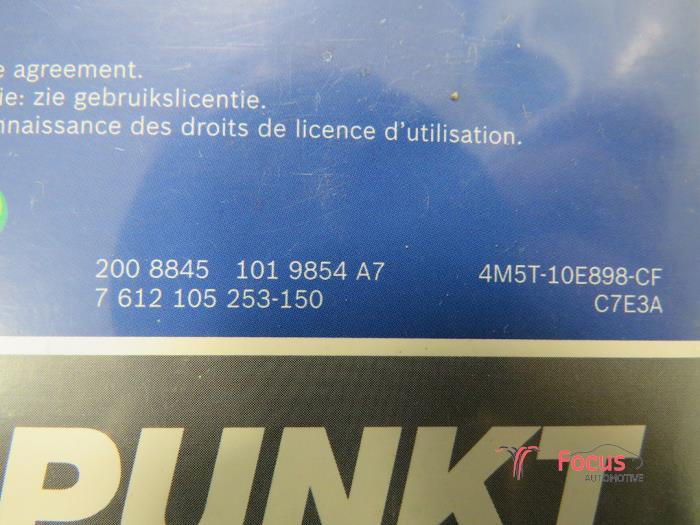 e agreement.
ie: zie gebruikslicentie.
nnaissance des droits de licence d'utilisation.
200 8845 101 9854 A7 4M5T-10E898-CF
7 612 105 253-150 C7E3A
PUNKT
Focus
AUTOMOTIVE